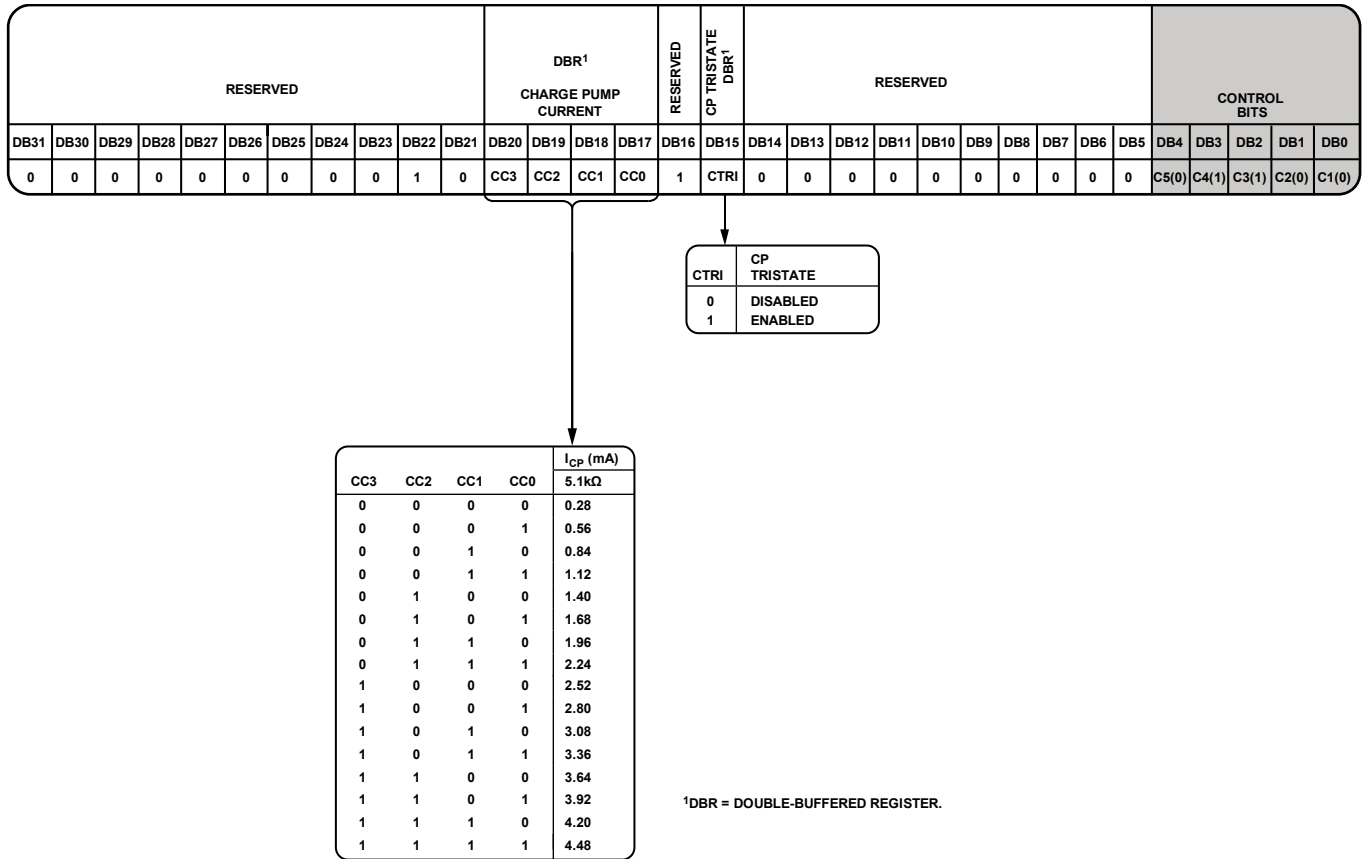 RESERVED
DBR1
CHARGE PUMP
CURRENT
RESERVED
CP TRISTATE
DBR1
RESERVED
CONTROL
BITS
DB31 DB30 DB29 DB28 DB27 DB26 DB25 DB24 DB23 DB22 DB21 DB20 DB19 DB18 DB17 DB16 DB15 DB14 DB13 DB12 DB11 DB10 DB9 DB8 DB7 DB6 DB5 DB4 DB3 DB2 DB1 DB0
0 0 0 0 0 0 0 0 0 1 0 CC3 CC2 CC1 CC0 1 CTRI 0 0 0 0 0 0 0 0 0 0 C5(0) C4(1) C3(1) C2(0) C1(0)
CP
CTRI TRISTATE
0 DISABLED
1 ENABLED
ICP (mA)
CC3 CC2 CC1 CC0 5.1kΩ
0 0 0 0 0.28
0 0 0 1 0.56
0 0 1 0 0.84
0 0 1 1 1.12
0 1 0 0 1.40
0 1 0 1 1.68
0 1 1 0 1.96
0 1 1 1 2.24
1 0 0 0 2.52
1 0 0 1 2.80
1 0 1 0 3.08
1 0 1 1 3.36
1 1 0 0 3.64
1 1 0 1 3.92
1 1 1 0 4.20
1 1 1 1 4.48
1DBR = DOUBLE-BUFFERED REGISTER.